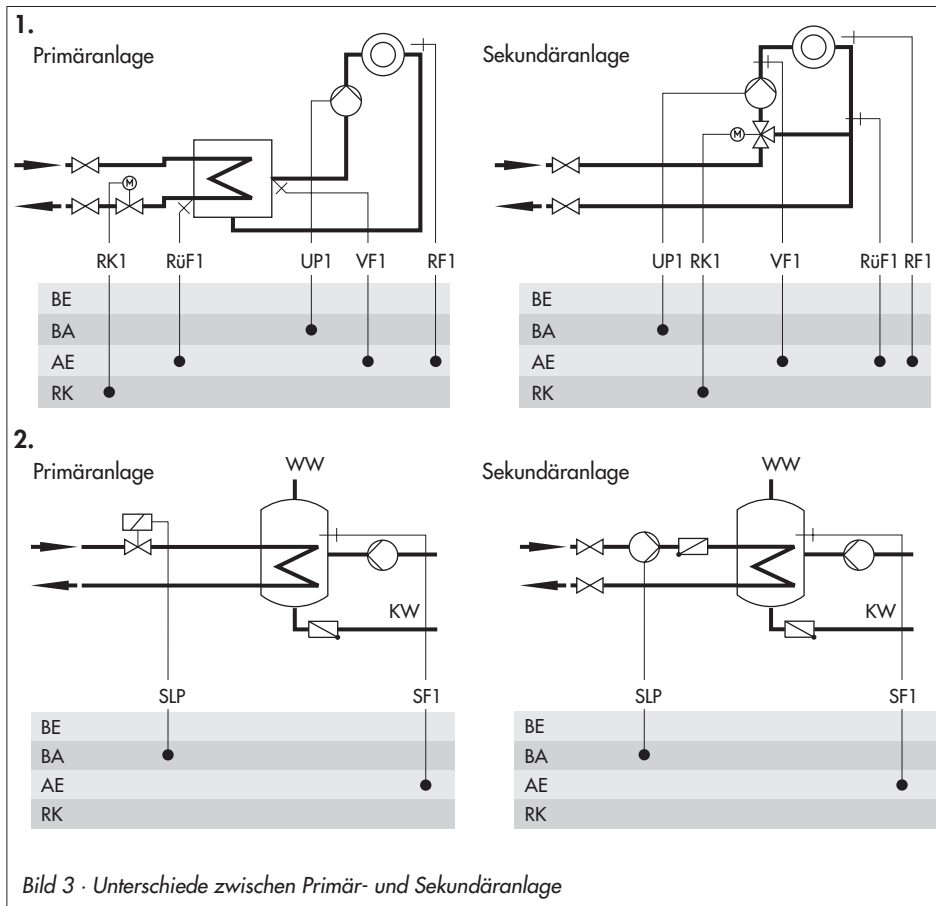 1.
Primäranlage
Sekundäranlage
M
M
RK1 RüF1 UP1 VF1 RF1
UP1 RK1 VF1 RüF1 RF1
BE
BA
AE
RK
BE
BA
AE
RK
2.
Primäranlage
WW
Sekundäranlage
WW
KW
KW
SLP SF1
SLP SF1
BE
BA
AE
RK
BE
BA
AE
RK
Bild 3 · Unterschiede zwischen Primär- und Sekundäranlage